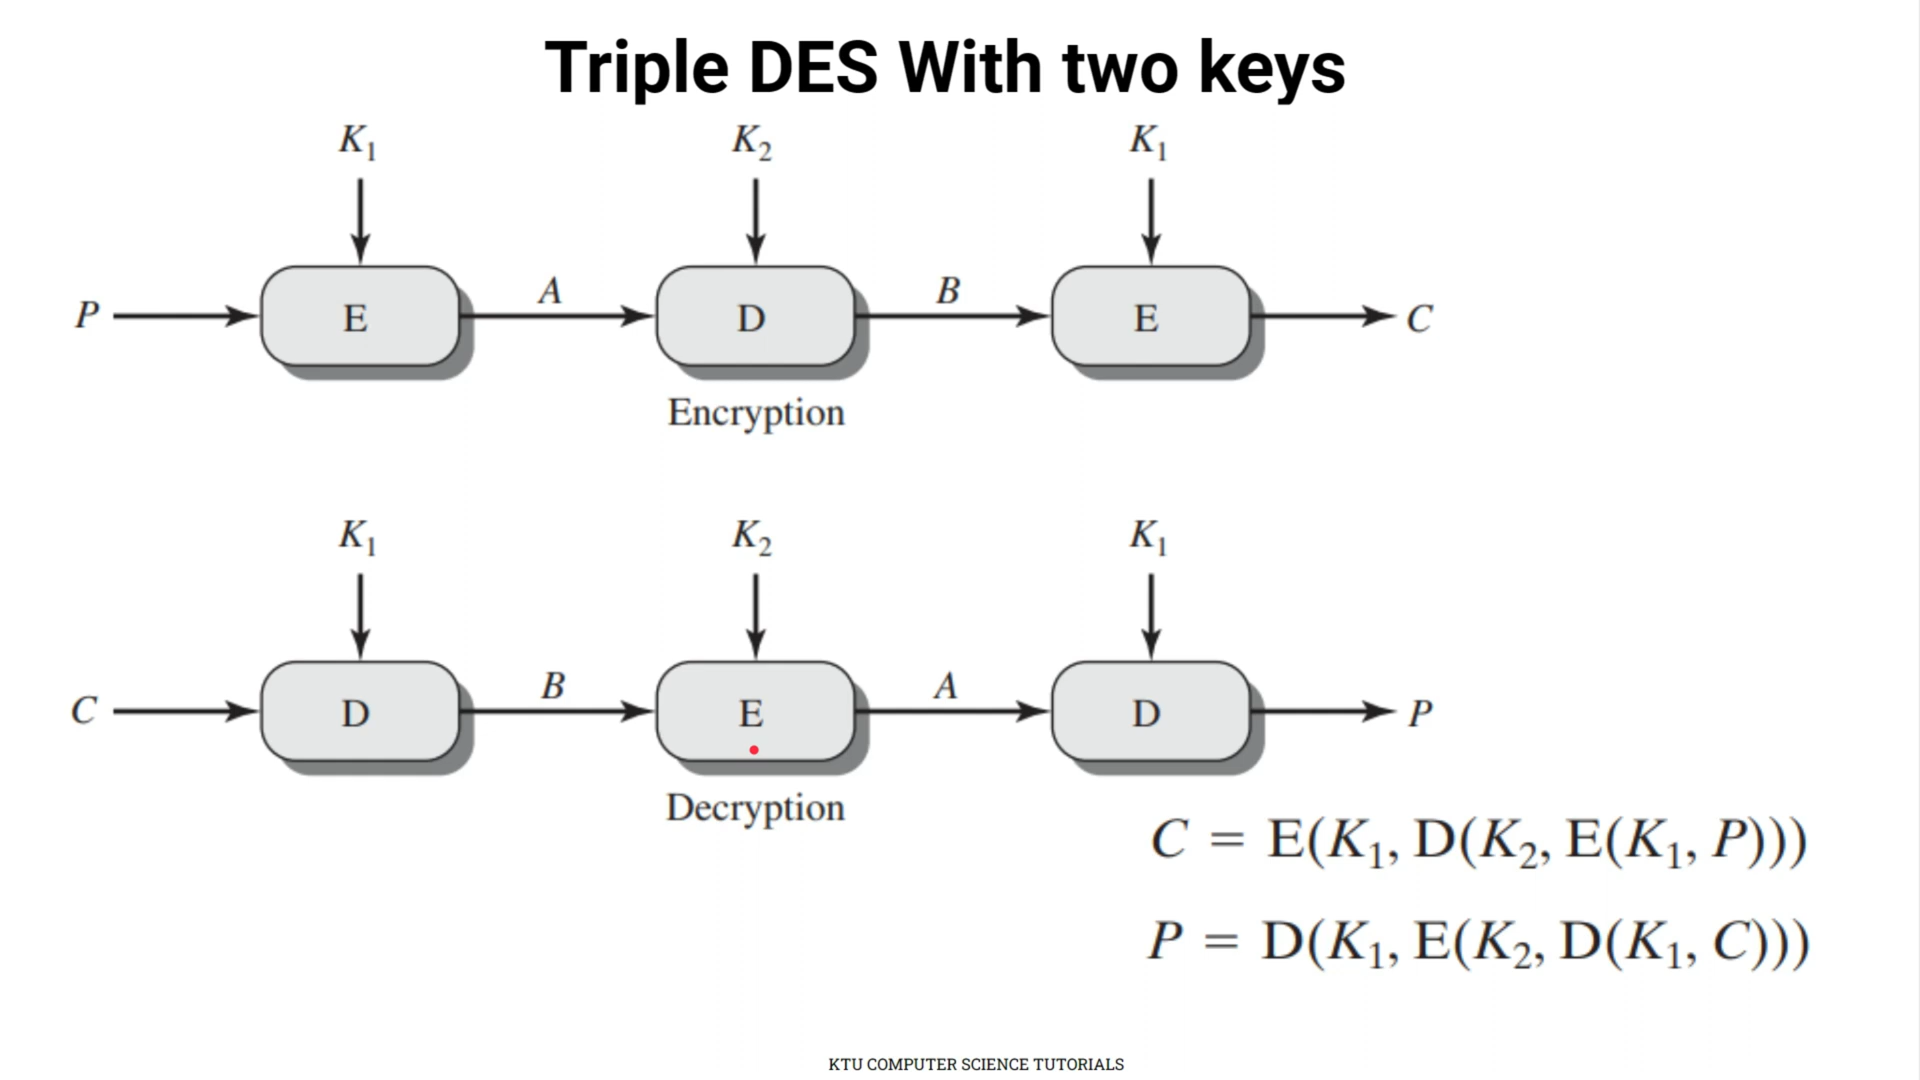 Triple DES With two keys
K₁ K₂ K₁
P E A D B E C
Encryption
K₁ K₂ K₁
C D B E A D P
Decryption
C = E(K₁, D(K₂, E(K₁, P)))
P = D(K₁, E(K₂, D(K₁, C)))
KTU COMPUTER SCIENCE TUTORIALS